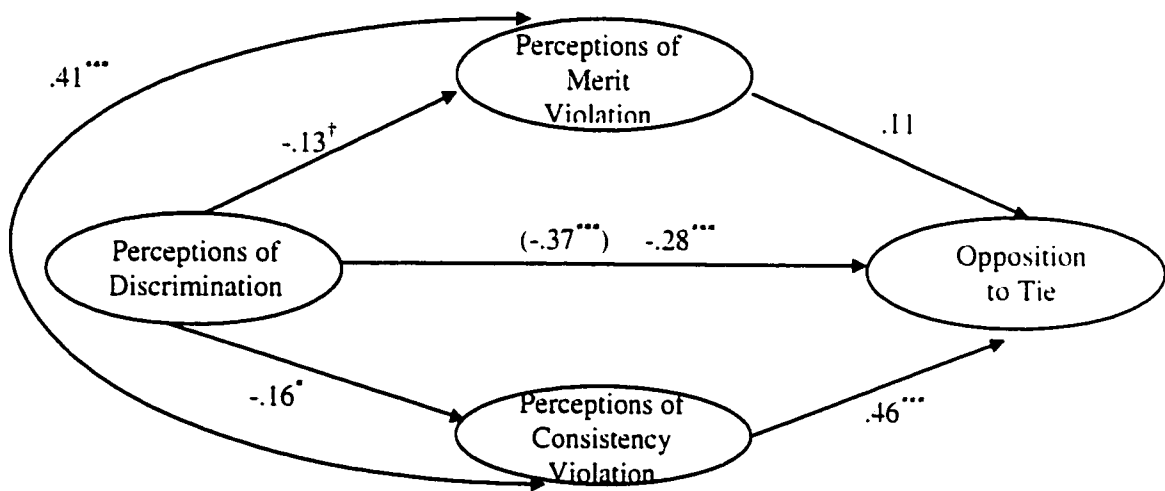 Perceptions of
Merit
Violation
.41***
-.13†
.11
Perceptions of
Discrimination
(-.37***) -.28***
Opposition
to Tie
-.16*
Perceptions of
Consistency
Violation
.46***